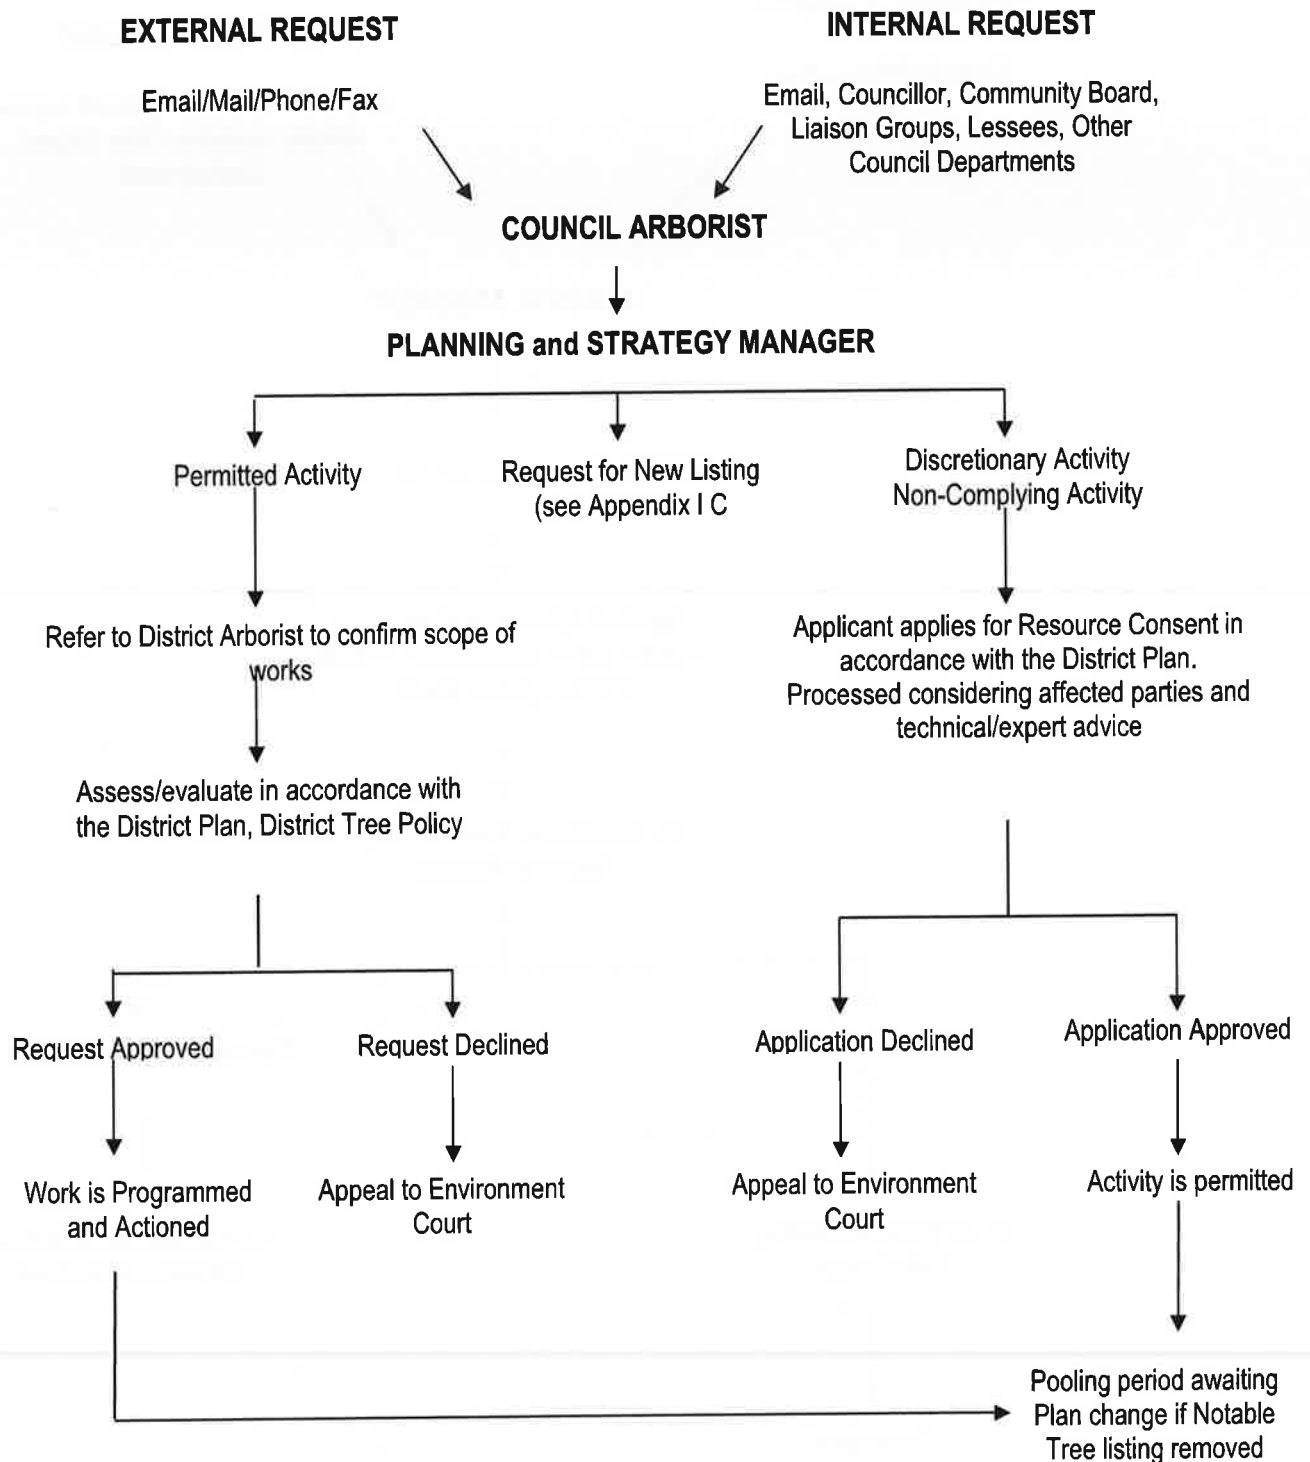 EXTERNAL REQUEST
INTERNAL REQUEST
Email/Mail/Phone/Fax
Email, Councillor, Community Board,
Liaison Groups, Lessees, Other
Council Departments
COUNCIL ARBORIST
PLANNING and STRATEGY MANAGER
Permitted Activity
Request for New Listing
(see Appendix I C
Discretionary Activity
Non-Complying Activity
Refer to District Arborist to confirm scope of
works
Applicant applies for Resource Consent in
accordance with the District Plan.
Processed considering affected parties and
technical/expert advice
Assess/evaluate in accordance with
the District Plan, District Tree Policy
Request Approved
Request Declined
Application Declined
Application Approved
Work is Programmed
and Actioned
Appeal to Environment
Court
Appeal to Environment
Court
Activity is permitted
Pooling period awaiting
Plan change if Notable
Tree listing removed